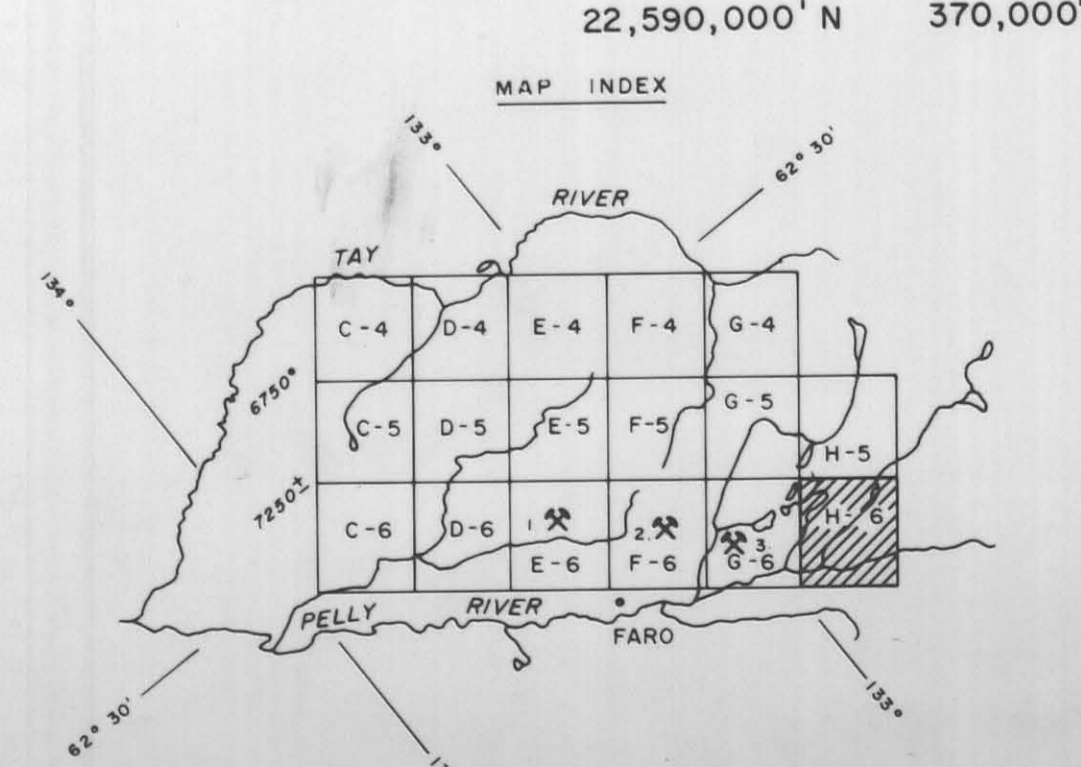 22,590,000' N 370,000'
MAP INDEX
133°
62° 30'
RIVER
TAY
134°
C-4 D-4 E-4 F-4 G-4
6750°
C-5 D-5 E-5 F-5 G-5
H-5
7250±
C-6 D-6 1. 2. 3. H-6
E-6 F-6 G-6
PELLY RIVER
FARO
62° 30'
133°